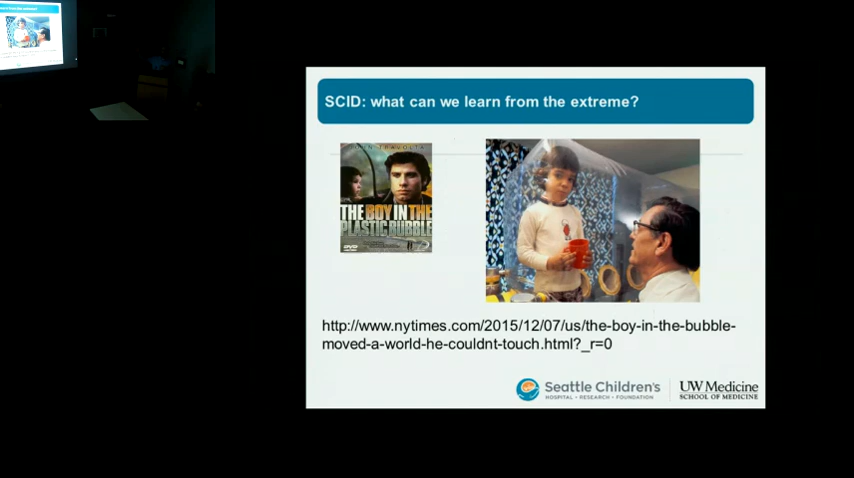 SCID: what can we learn from the extreme?
TRAVOLTA
THE BOY IN THE
PLASTIC BUBBLE
DVD
http://www.nytimes.com/2015/12/07/us/the-boy-in-the-bubble-
moved-a-world-he-couldnt-touch.html?_r=0
Seattle Children's
HOSPITAL • RESEARCH • FOUNDATION
UW Medicine
SCHOOL OF MEDICINE